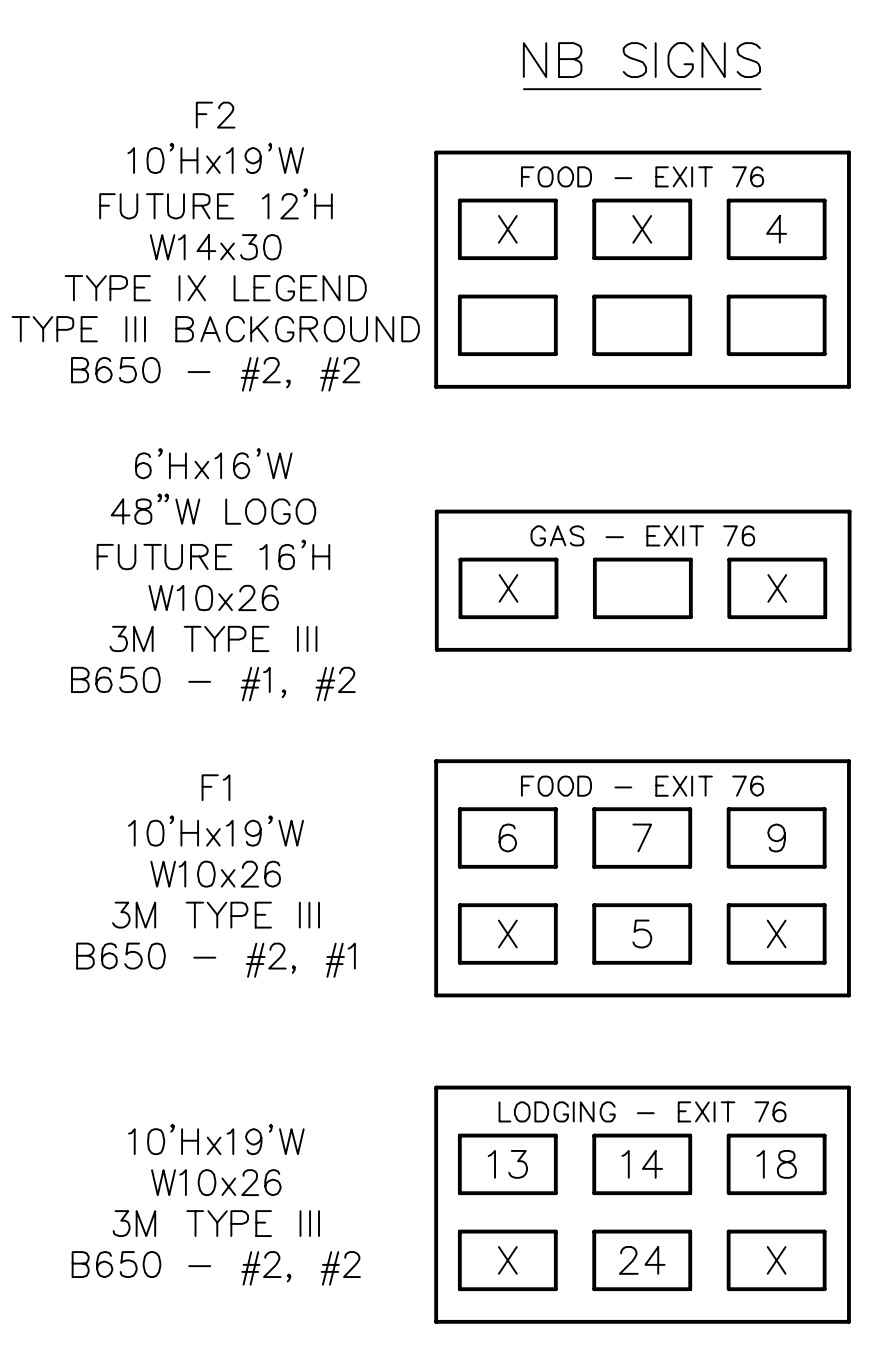 NB SIGNS
F2
10'Hx19'W
FUTURE 12'H
W14x30
TYPE IX LEGEND
TYPE III BACKGROUND
B650 – #2, #2
FOOD – EXIT 76
X X 4
6'Hx16'W
48”W LOGO
FUTURE 16'H
W10x26
3M TYPE III
B650 – #1, #2
GAS – EXIT 76
X X
F1
10'Hx19'W
W10x26
3M TYPE III
B650 – #2, #1
FOOD – EXIT 76
6 7 9
X 5 X
10'Hx19'W
W10x26
3M TYPE III
B650 – #2, #2
LODGING – EXIT 76
13 14 18
X 24 X